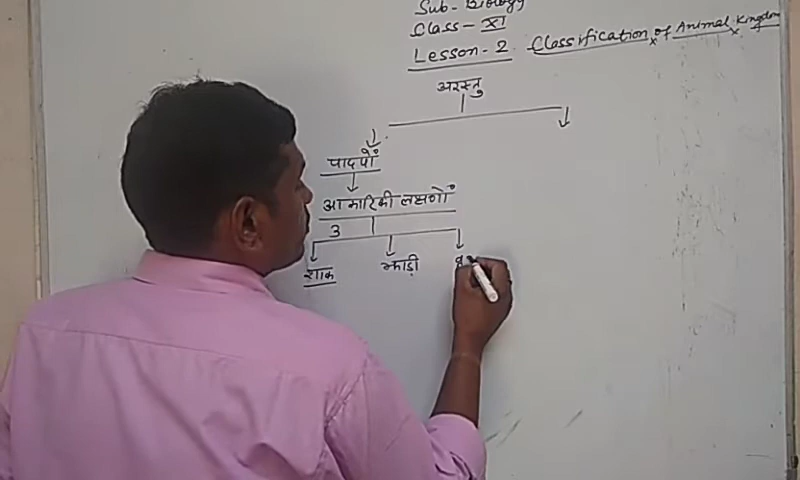 Sub- Biology
Class- XI
Lesson-2 Classification of Animal Kingdom
अरस्तु
पादपों
आकारिकी लक्षणों
3
शाक झाड़ी